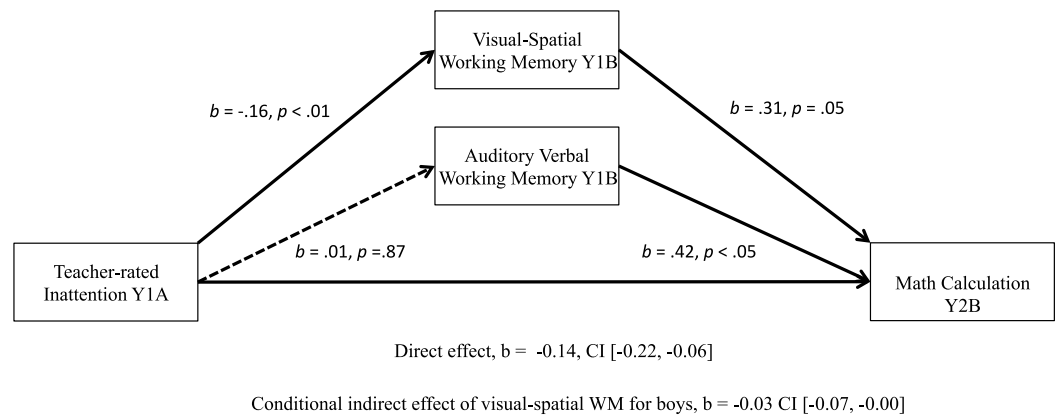 Visual-Spatial
Working Memory Y1B
b = -.16, p < .01
b = .31, p = .05
Auditory Verbal
Working Memory Y1B
Teacher-rated
Inattention Y1A
b = .01, p =.87
b = .42, p < .05
Math Calculation
Y2B
Direct effect, b = -0.14, CI [-0.22, -0.06]
Conditional indirect effect of visual-spatial WM for boys, b = -0.03 CI [-0.07, -0.00]